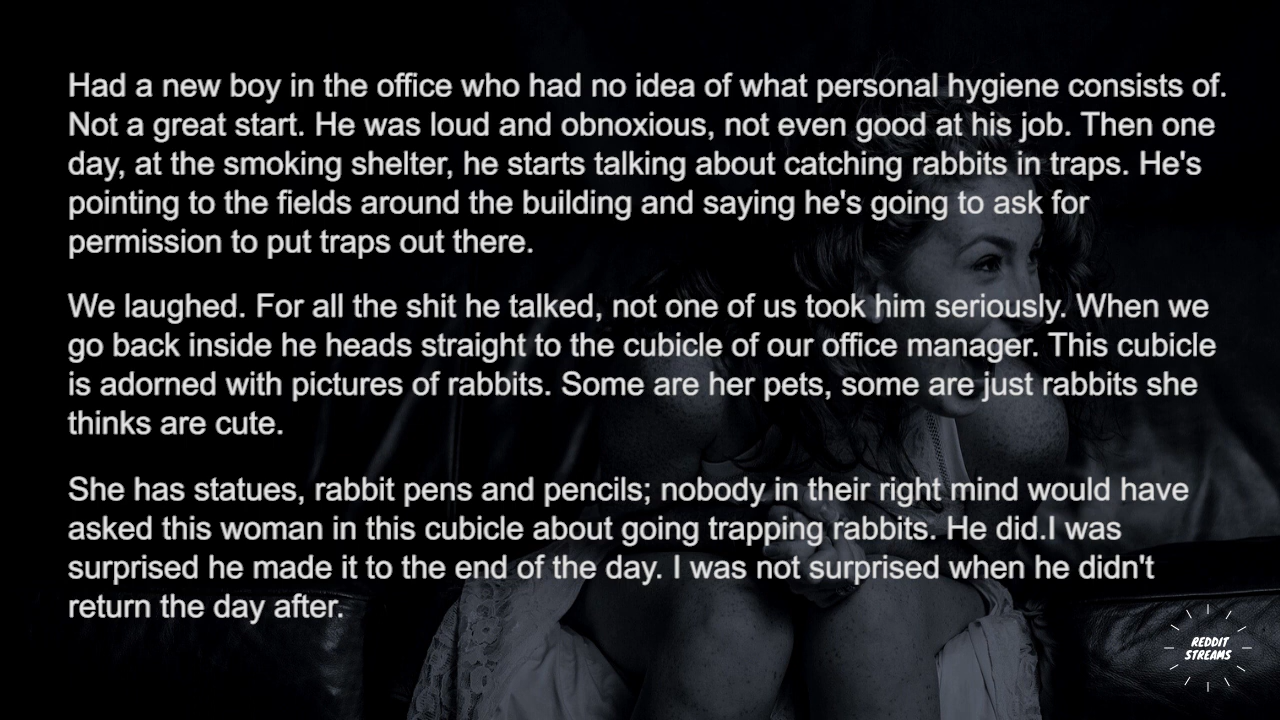 Had a new boy in the office who had no idea of what personal hygiene consists of.
Not a great start. He was loud and obnoxious, not even good at his job. Then one
day, at the smoking shelter, he starts talking about catching rabbits in traps. He's
pointing to the fields around the building and saying he's going to ask for
permission to put traps out there.
We laughed. For all the shit he talked, not one of us took him seriously. When we
go back inside he heads straight to the cubicle of our office manager. This cubicle
is adorned with pictures of rabbits. Some are her pets, some are just rabbits she
thinks are cute.
She has statues, rabbit pens and pencils; nobody in their right mind would have
asked this woman in this cubicle about going trapping rabbits. He did.I was
surprised he made it to the end of the day. I was not surprised when he didn't
return the day after.
REDDIT
STREAMS